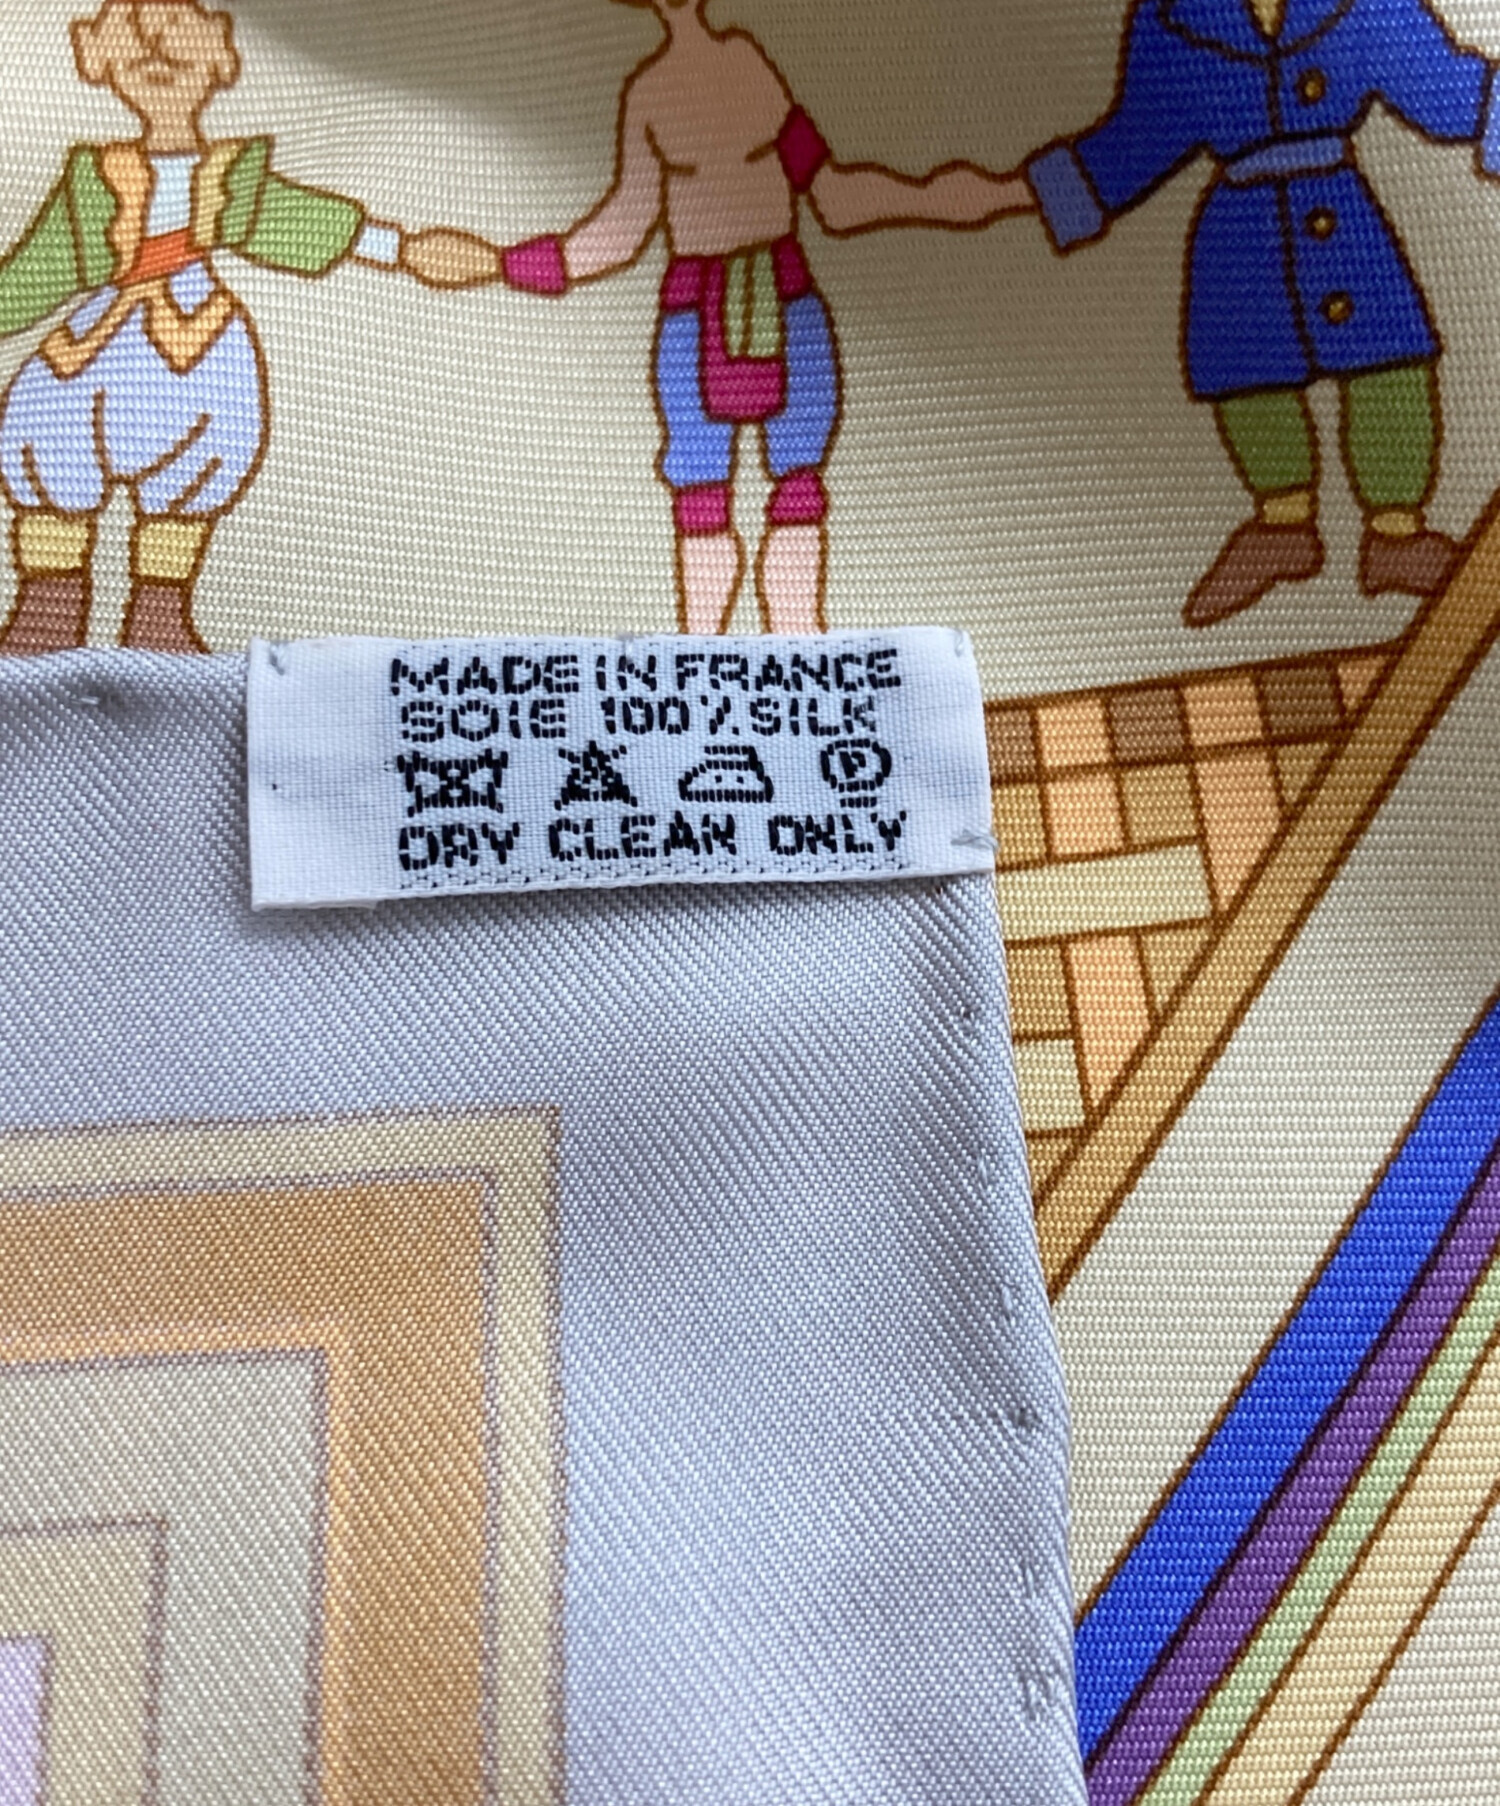 MADE IN FRANCE
SOIE 100% SILK
P
DRY CLEAN ONLY